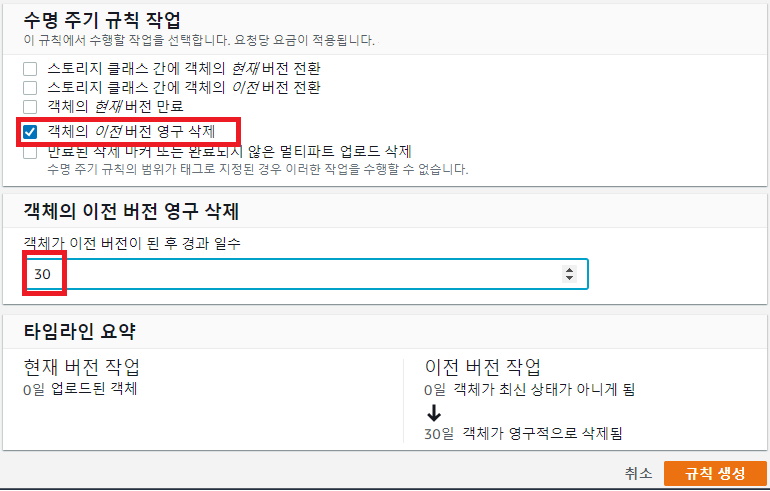 수명 주기 규칙 작업
이 규칙에서 수행할 작업을 선택합니다. 요청당 요금이 적용됩니다.
스토리지 클래스 간에 객체의 현재 버전 전환
스토리지 클래스 간에 객체의 이전 버전 전환
객체의 현재 버전 만료
객체의 이전 버전 영구 삭제
만료된 삭제 마커 또는 완료되지 않은 멀티파트 업로드 삭제
수명 주기 규칙의 범위가 태그로 지정된 경우 이러한 작업을 수행할 수 없습니다.
객체의 이전 버전 영구 삭제
객체가 이전 버전이 된 후 경과 일수
30
타임라인 요약
현재 버전 작업
0일 업로드된 객체
이전 버전 작업
0일 객체가 최신 상태가 아니게 됨
30일 객체가 영구적으로 삭제됨
취소 규칙 생성